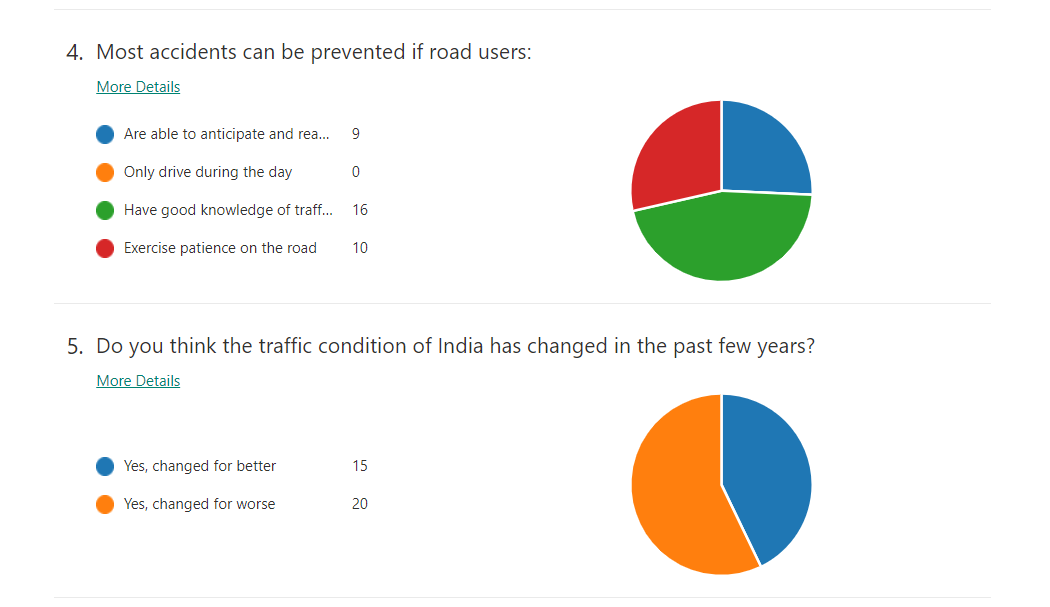 4. Most accidents can be prevented if road users:
More Details
Are able to anticipate and rea... 9
Only drive during the day 0
Have good knowledge of traff... 16
Exercise patience on the road 10
5. Do you think the traffic condition of India has changed in the past few years?
More Details
Yes, changed for better 15
Yes, changed for worse 20